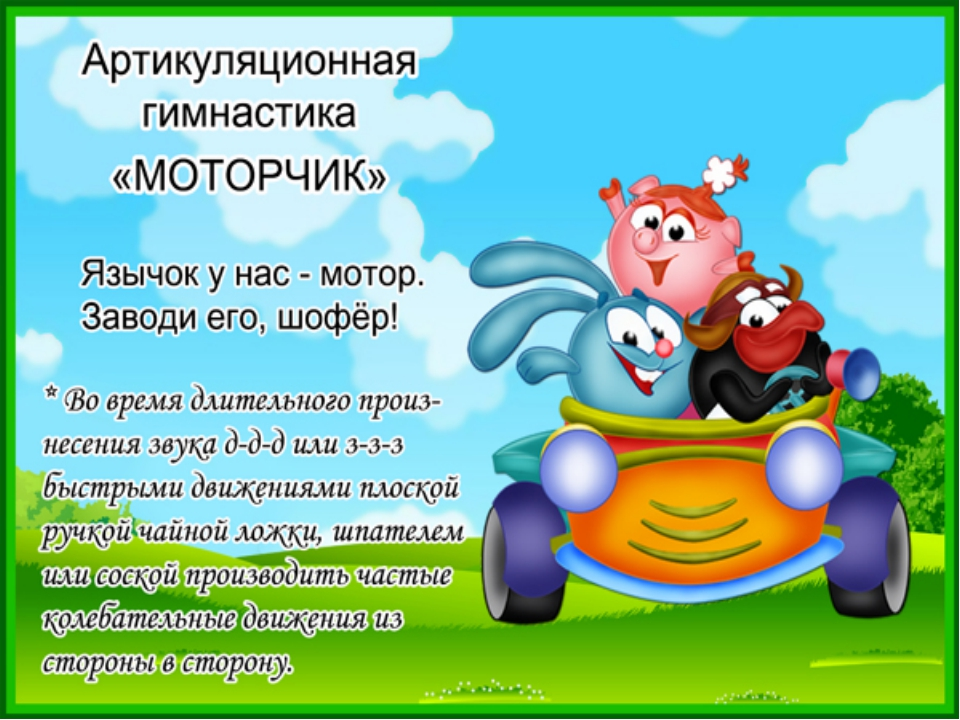 Артикуляционная
гимнастика
«МОТОРЧИК»
Язычок у нас - мотор.
Заводи его, шофёр!
* Во время длительного произ-
несения звука д-д-д или з-з-з
быстрыми движениями плоской
ручкой чайной ложки, шпателем
или соской производить частые
колебательные движения из
стороны в сторону.